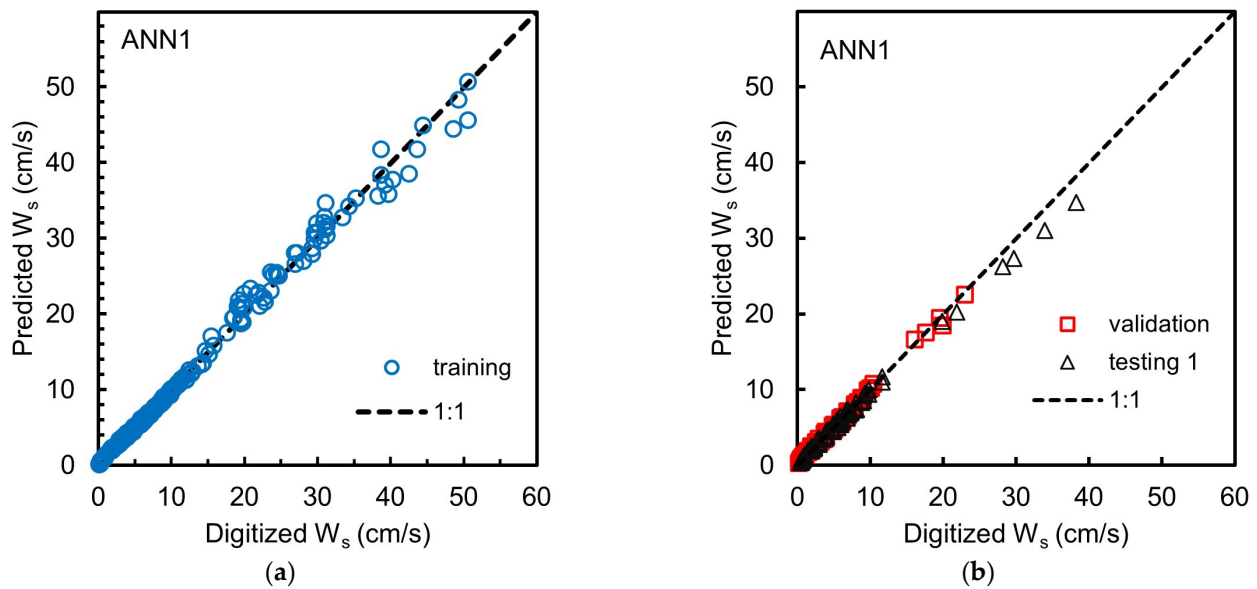 ANN1
50
40
30
20
10
0
Predicted Ws (cm/s)
training
1:1
0 10 20 30 40 50 60
Digitized Ws (cm/s)
(a)
ANN1
50
40
30
20
10
0
Predicted Ws (cm/s)
validation
testing 1
1:1
0 10 20 30 40 50 60
Digitized Ws (cm/s)
(b)